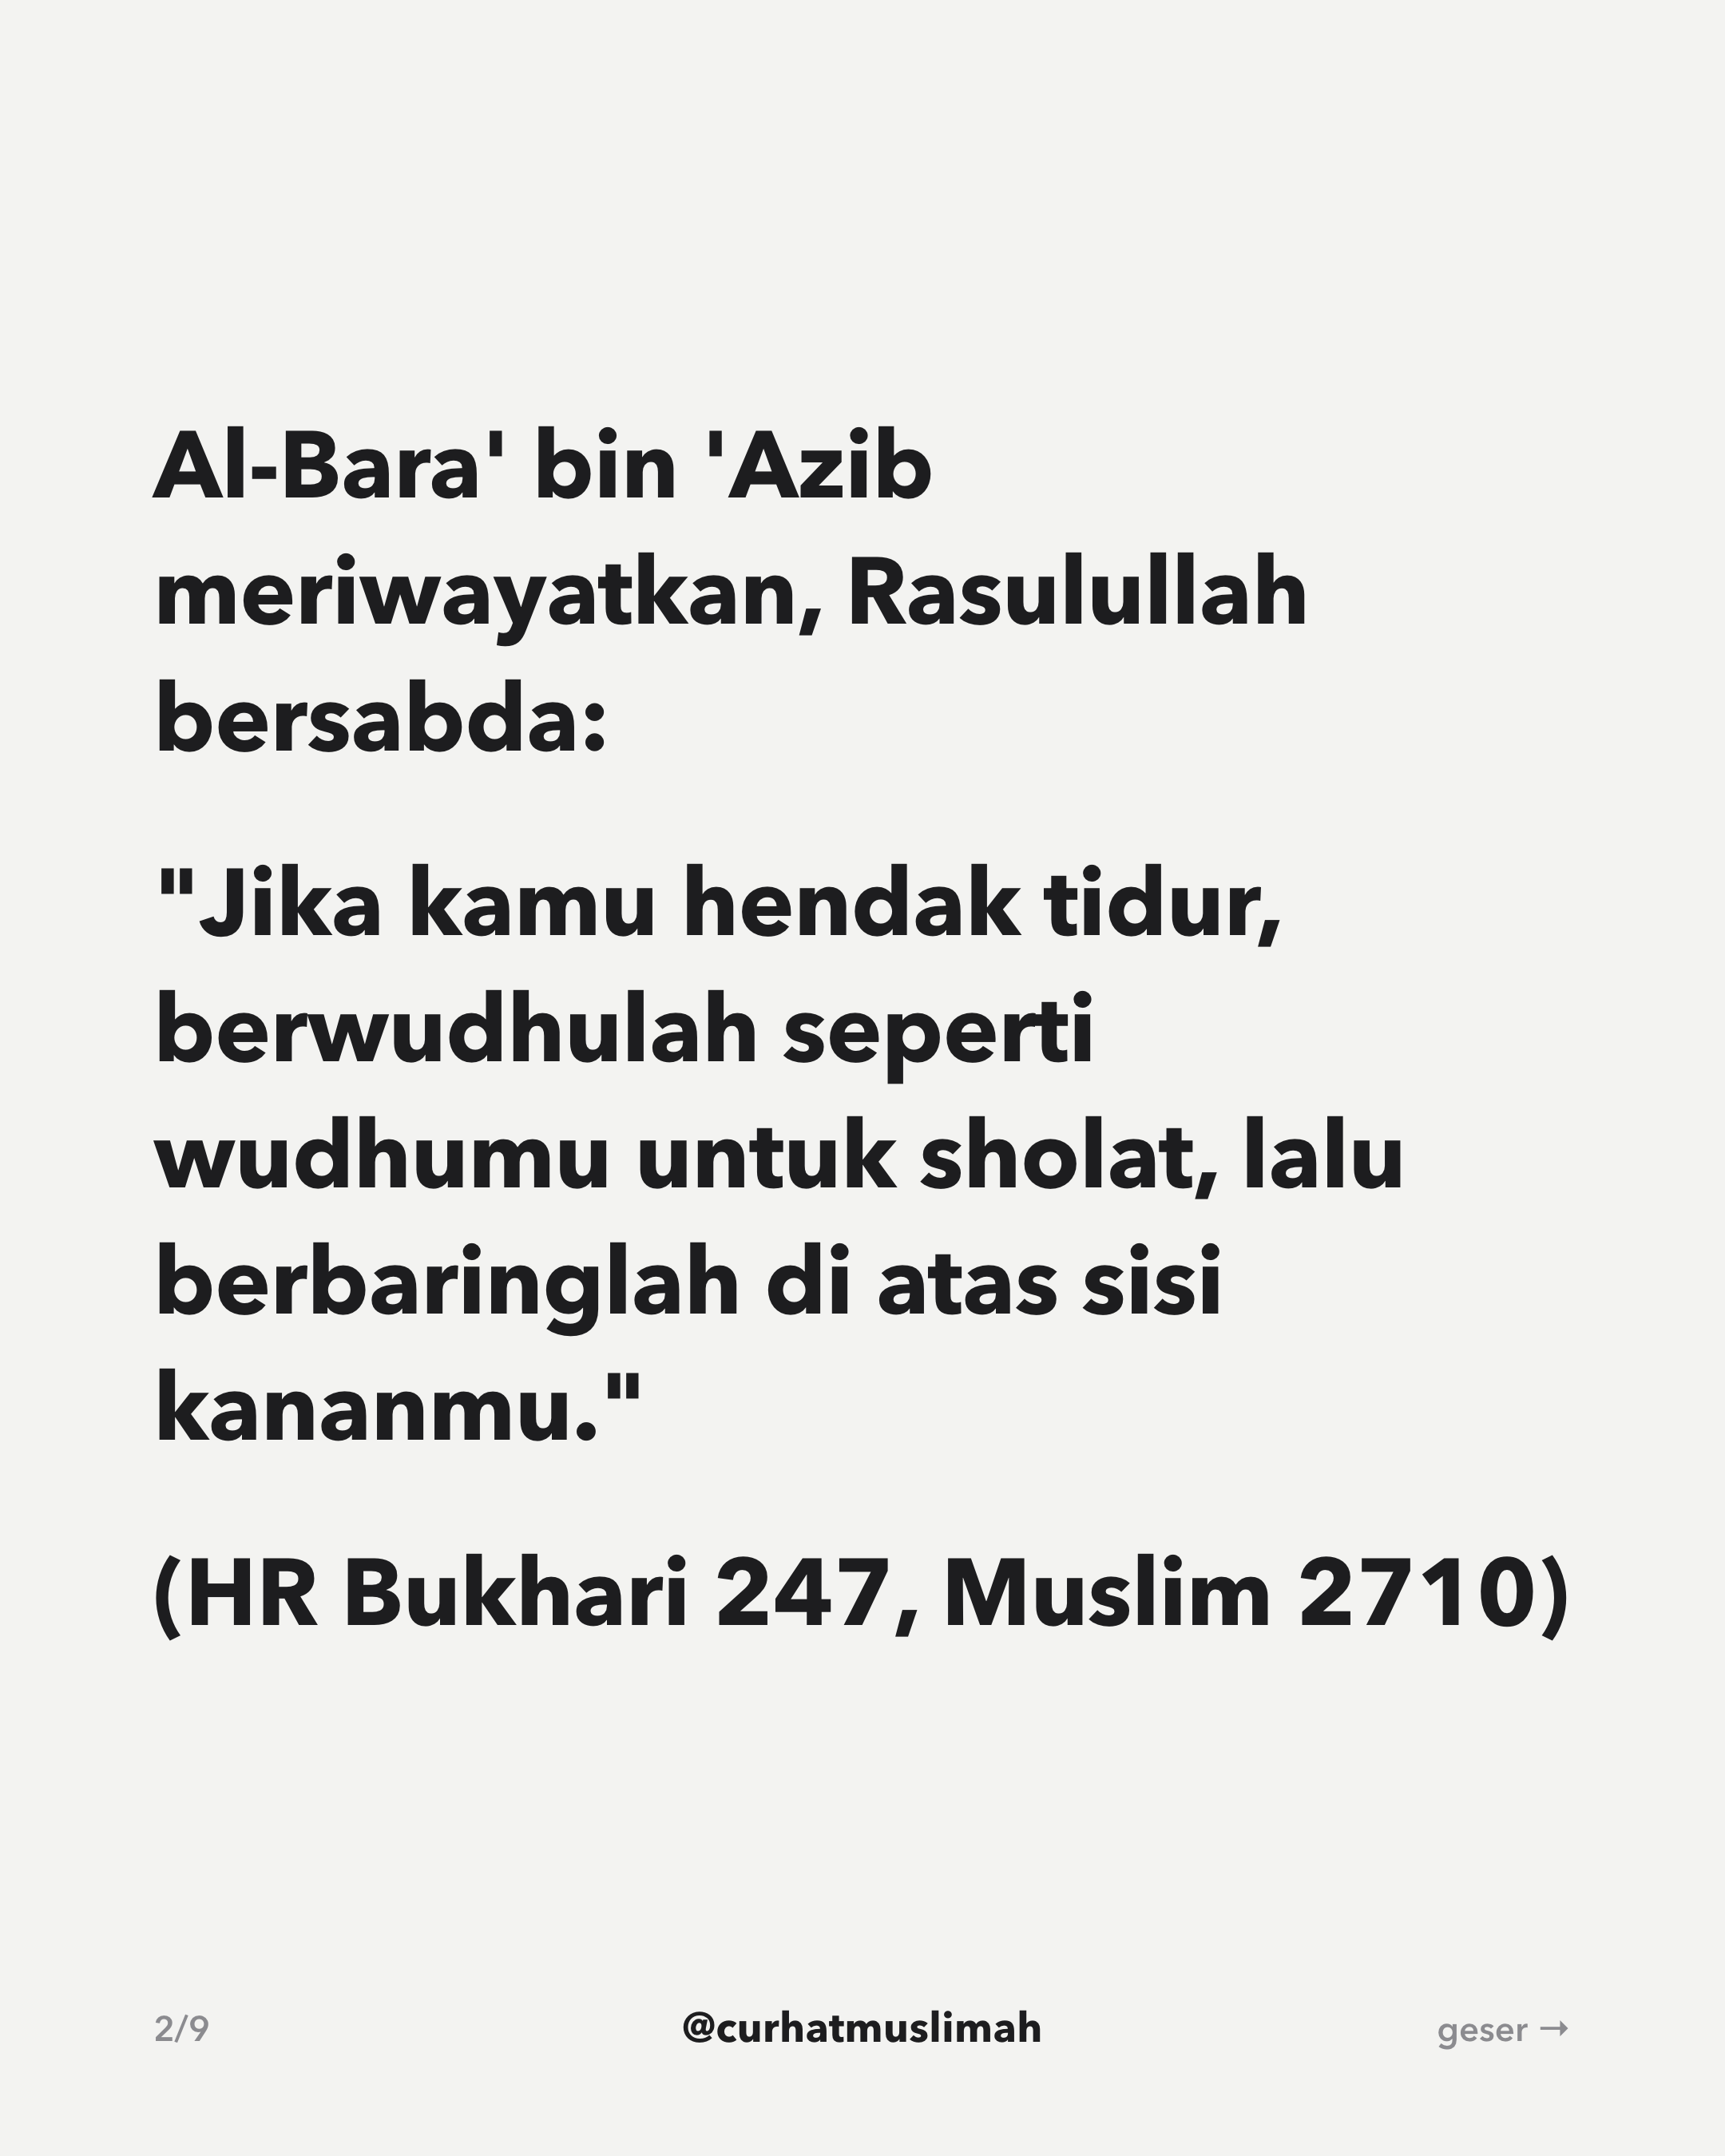 Al-Bara' bin 'Azib
meriwayatkan, Rasulullah
bersabda:
"Jika kamu hendak tidur,
berwudhulah seperti
wudhumu untuk sholat, lalu
berbaringlah di atas sisi
kananmu."
(HR Bukhari 247, Muslim 2710)
2/9
@curhatmuslimah
geser →